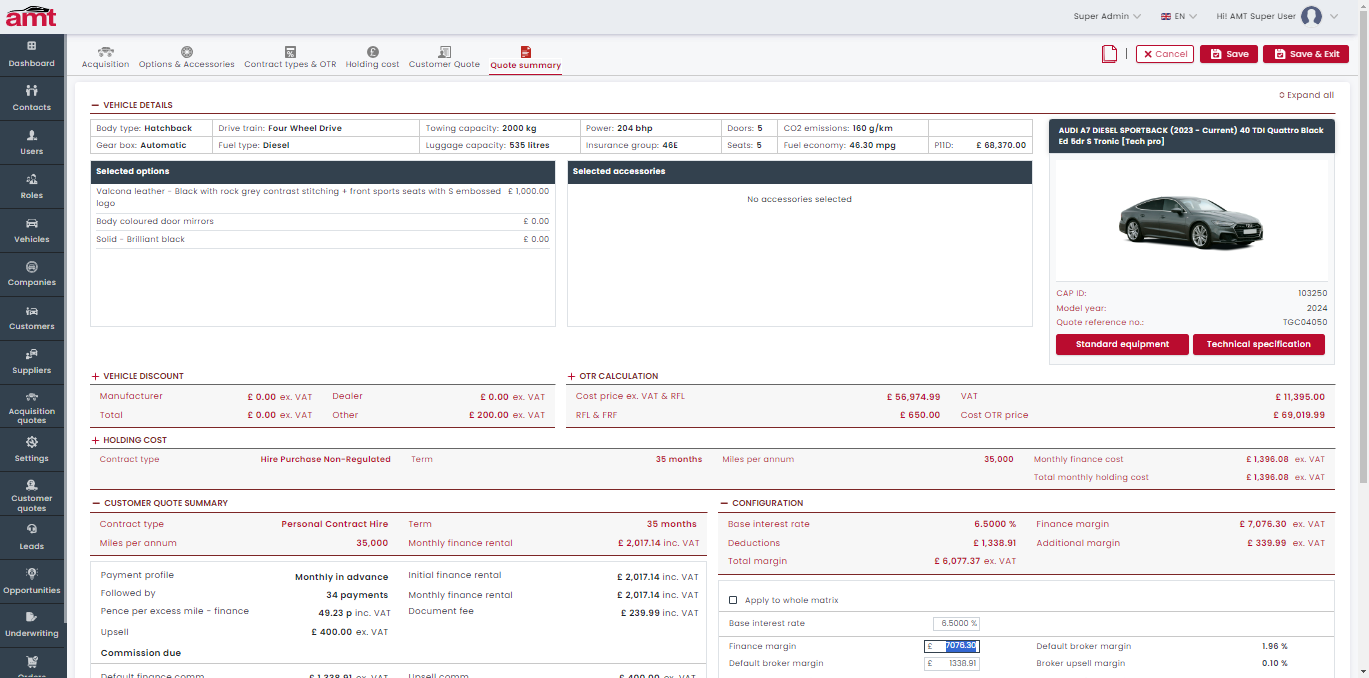 amt
Super Admin
EN
Hi! AMT Super User
Dashboard
Contacts
Users
Roles
Vehicles
Companies
Customers
Suppliers
Acquisition quotes
Settings
Customer quotes
Leads
Opportunities
Underwriting
Orders
Acquisition
Options & Accessories
Contract types & OTR
Holding cost
Customer Quote
Quote summary
Cancel
Save
Save & Exit
Expand all
VEHICLE DETAILS
Body type: Hatchback Drive train: Four Wheel Drive Towing capacity: 2000 kg Power: 204 bhp Doors: 5 CO2 emissions: 160 g/km
Gear box: Automatic Fuel type: Diesel Luggage capacity: 535 litres Insurance group: 46E Seats: 5 Fuel economy: 46.30 mpg P11D: £ 68,370.00
Selected options
Valcona leather - Black with rock grey contrast stitching + front sports seats with S embossed £ 1,000.00
logo
Body coloured door mirrors £ 0.00
Solid - Brilliant black £ 0.00
Selected accessories
No accessories selected
AUDI A7 DIESEL SPORTBACK (2023 - Current) 40 TDI Quattro Black
Ed 5dr S Tronic [Tech pro]
CAP ID: 103250
Model year: 2024
Quote reference no.: TGC04050
Standard equipment
Technical specification
VEHICLE DISCOUNT
Manufacturer £ 0.00 ex. VAT Dealer £ 0.00 ex. VAT
Total £ 0.00 ex. VAT Other £ 200.00 ex. VAT
OTR CALCULATION
Cost price ex. VAT & RFL £ 56,974.99 VAT £ 11,395.00
RFL & FRF £ 650.00 Cost OTR price £ 69,019.99
HOLDING COST
Contract type Hire Purchase Non-Regulated Term 35 months Miles per annum 35,000 Monthly finance cost £ 1,396.08 ex. VAT
Total monthly holding cost £ 1,396.08 ex. VAT
CUSTOMER QUOTE SUMMARY
Contract type Personal Contract Hire Term 35 months
Miles per annum 35,000 Monthly finance rental £ 2,017.14 inc. VAT
Payment profile Monthly in advance Initial finance rental £ 2,017.14 inc. VAT
Followed by 34 payments Monthly finance rental £ 2,017.14 inc. VAT
Pence per excess mile - finance 49.23 p inc. VAT Document fee £ 239.99 inc. VAT
Upsell £ 400.00 ex. VAT
Commission due
Default finance comm. £ 1,338.91 ex. VAT Upsell comm. £ 400.00 ex. VAT
CONFIGURATION
Base interest rate 6.5000 % Finance margin £ 7,076.30 ex. VAT
Deductions £ 1,338.91 Additional margin £ 339.99 ex. VAT
Total margin £ 6,077.37 ex. VAT
Apply to whole matrix
Base interest rate 6.5000 %
Finance margin £ 7076.30 Default broker margin 1.96 %
Default broker margin £ 1338.91 Broker upsell margin 0.10 %